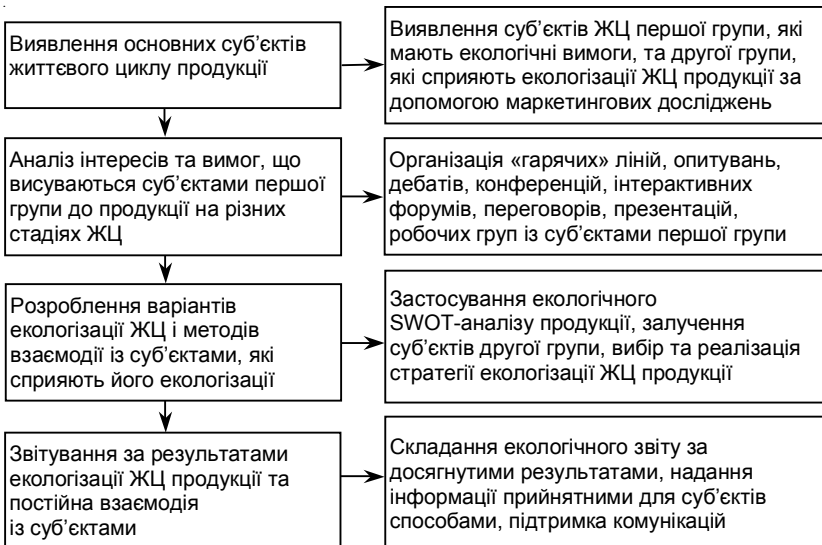 Виявлення основних суб’єктів
життєвого циклу продукції
Виявлення суб’єктів ЖЦ першої групи, які
мають екологічні вимоги, та другої групи,
які сприяють екологізації ЖЦ продукції за
допомогою маркетингових досліджень
Аналіз інтересів та вимог, що
висуваються суб’єктами першої
групи до продукції на різних
стадіях ЖЦ
Організація «гарячих» ліній, опитувань,
дебатів, конференцій, інтерактивних
форумів, переговорів, презентацій,
робочих груп із суб’єктами першої групи
Розроблення варіантів
екологізації ЖЦ і методів
взаємодії із суб’єктами, які
сприяють його екологізації
Застосування екологічного
SWOT-аналізу продукції, залучення
суб’єктів другої групи, вибір та реалізація
стратегії екологізації ЖЦ продукції
Звітування за результатами
екологізації ЖЦ продукції та
постійна взаємодія
із суб’єктами
Складання екологічного звіту за
досягнутими результатами, надання
інформації прийнятними для суб’єктів
способами, підтримка комунікацій